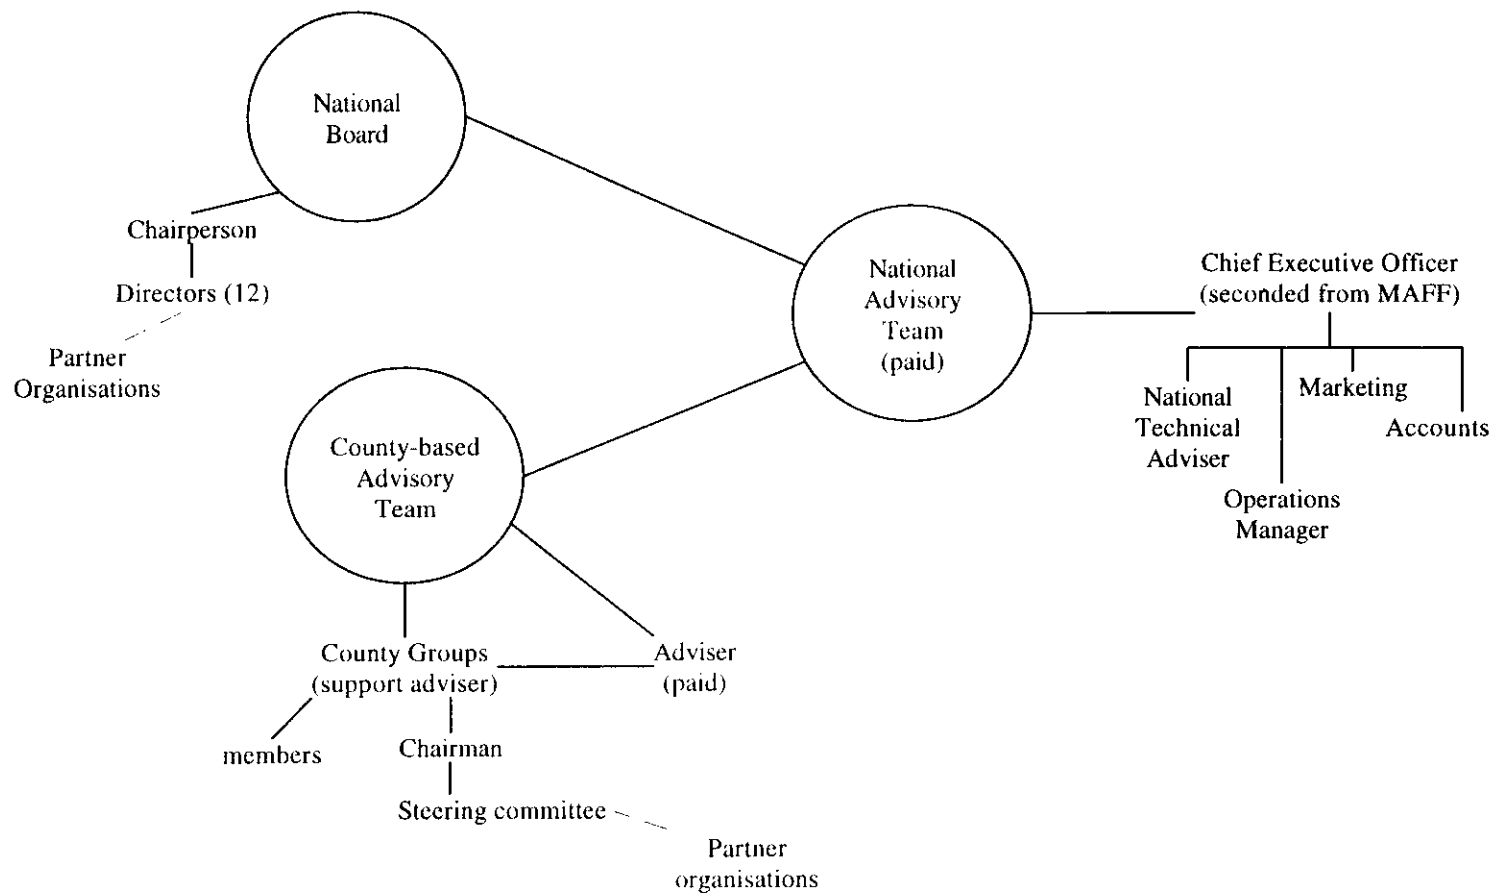 National
Board
Chairperson
Directors (12)
Partner
Organisations
National
Advisory
Team
(paid)
Chief Executive Officer
(seconded from MAFF)
National
Technical
Adviser
Operations
Manager
Marketing
Accounts
County-based
Advisory
Team
County Groups
(support adviser)
Adviser
(paid)
members
Chairman
Steering committee
Partner
organisations